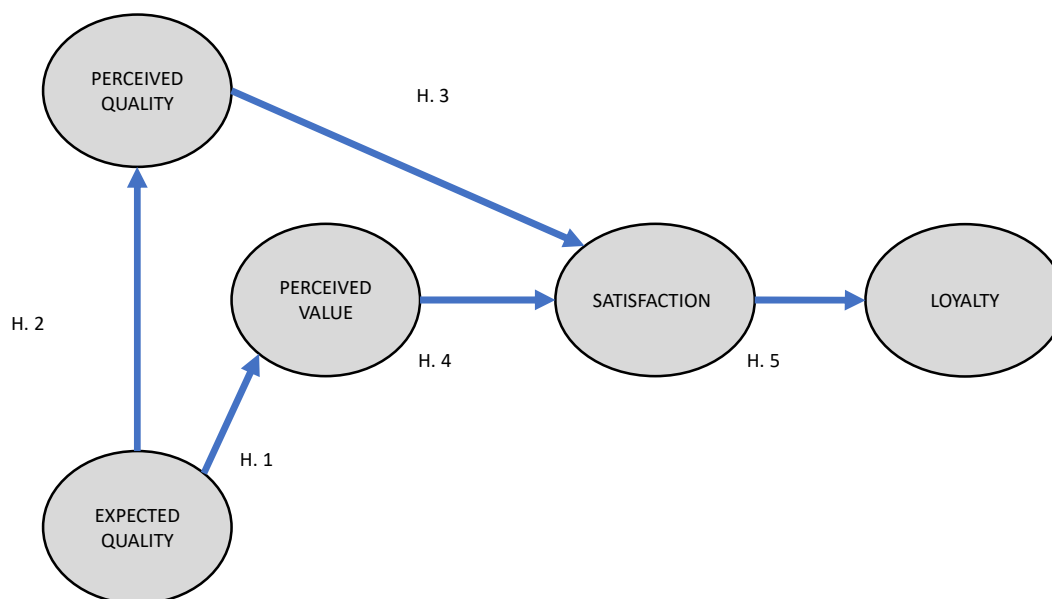 PERCEIVED
QUALITY
H. 3
PERCEIVED
VALUE
SATISFACTION
LOYALTY
H. 2
H. 4
H. 5
H. 1
EXPECTED
QUALITY